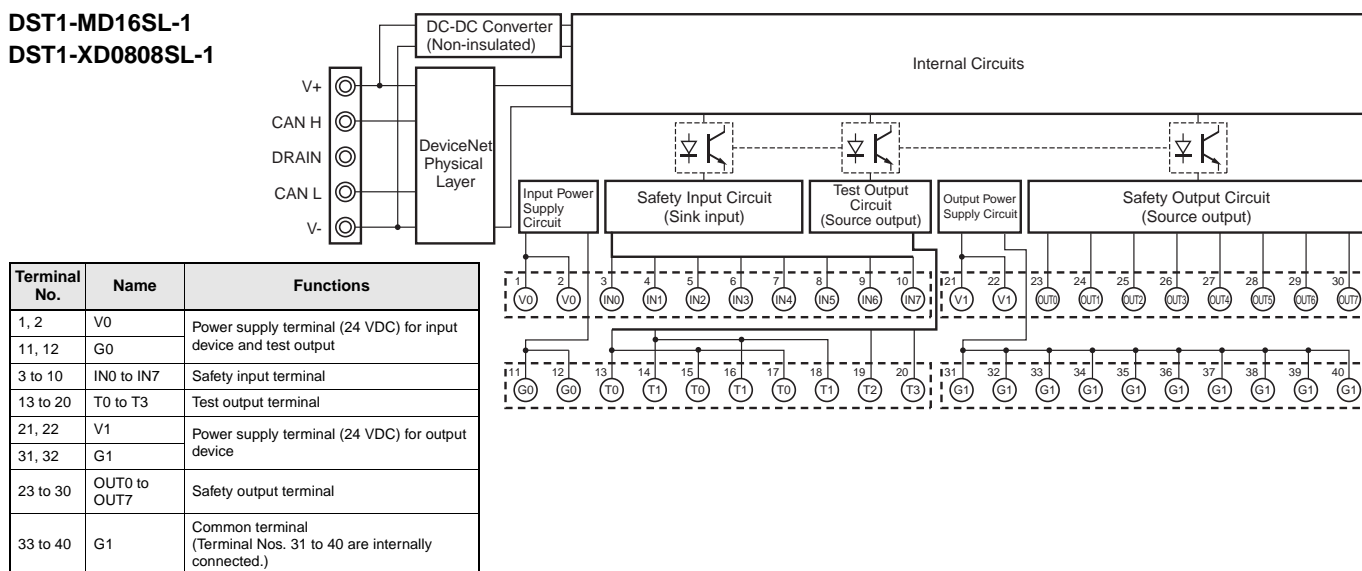 DST1-MD16SL-1
DST1-XD0808SL-1
DC-DC Converter
(Non-insulated)
Internal Circuits
V+
CAN H
DRAIN
CAN L
V-
DeviceNet
Physical
Layer
Input Power
Supply
Circuit
Safety Input Circuit
(Sink input)
Test Output
Circuit
(Source output)
Output Power
Supply Circuit
Safety Output Circuit
(Source output)
1 2 3 4 5 6 7 8 9 10 21 22 23 24 25 26 27 28 29 30
V0 V0 IN0 IN1 IN2 IN3 IN4 IN5 IN6 IN7 V1 V1 OUT0 OUT1 OUT2 OUT3 OUT4 OUT5 OUT6 OUT7
11 12 13 14 15 16 17 18 19 20 31 32 33 34 35 36 37 38 39 40
G0 G0 T0 T1 T0 T1 T0 T1 T2 T3 G1 G1 G1 G1 G1 G1 G1 G1 G1 G1
Terminal
No.
Name
Functions
1, 2
V0
Power supply terminal (24 VDC) for input
device and test output
11, 12
G0
3 to 10
IN0 to IN7
Safety input terminal
13 to 20
T0 to T3
Test output terminal
21, 22
V1
Power supply terminal (24 VDC) for output
device
31, 32
G1
23 to 30
OUT0 to
OUT7
Safety output terminal
33 to 40
G1
Common terminal
(Terminal Nos. 31 to 40 are internally
connected.)